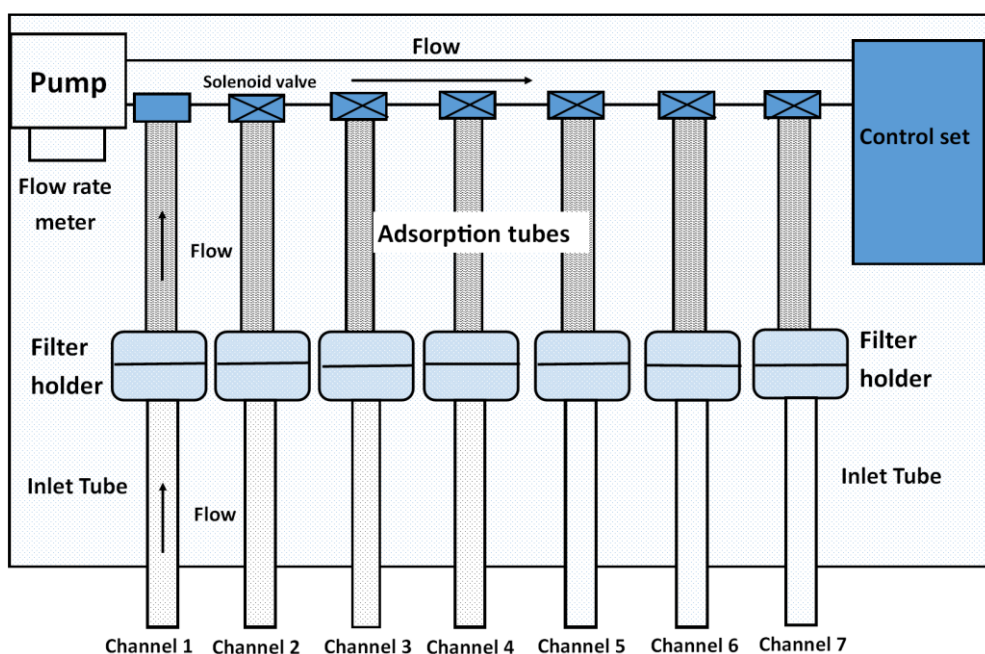 Flow
Pump
Solenoid valve
Control set
Flow rate
meter
Adsorption tubes
Flow
Filter
holder
Filter
holder
Inlet Tube
Inlet Tube
Flow
Channel 1
Channel 2
Channel 3
Channel 4
Channel 5
Channel 6
Channel 7